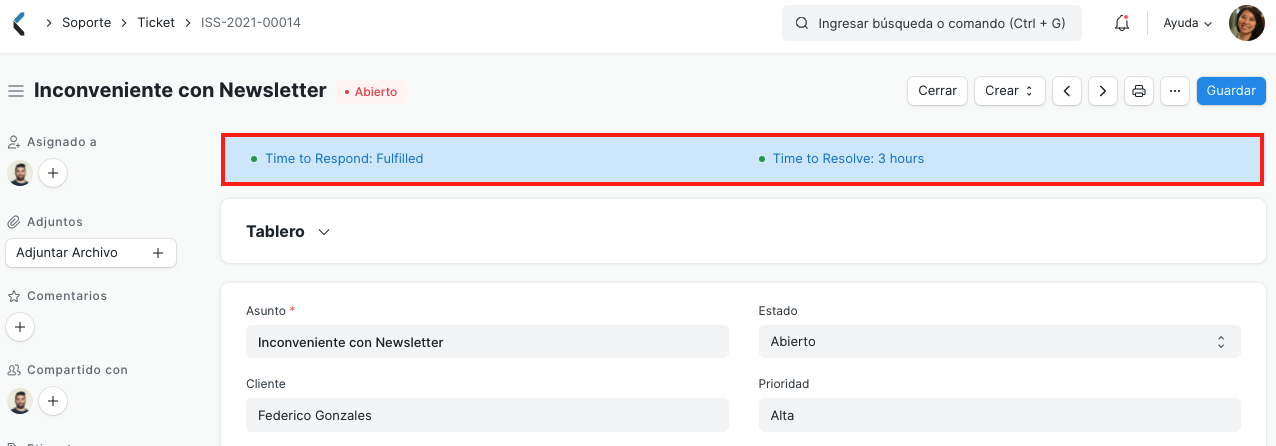 Soporte > Ticket > ISS-2021-00014
Ingresar búsqueda o comando (Ctrl + G)
Ayuda
Inconveniente con Newsletter
Abierto
Cerrar
Crear
Guardar
Asignado a
Adjuntos
Adjuntar Archivo
Comentarios
Compartido con
Time to Respond: Fulfilled
Time to Resolve: 3 hours
Tablero
Asunto *
Inconveniente con Newsletter
Estado
Abierto
Cliente
Federico Gonzales
Prioridad
Alta